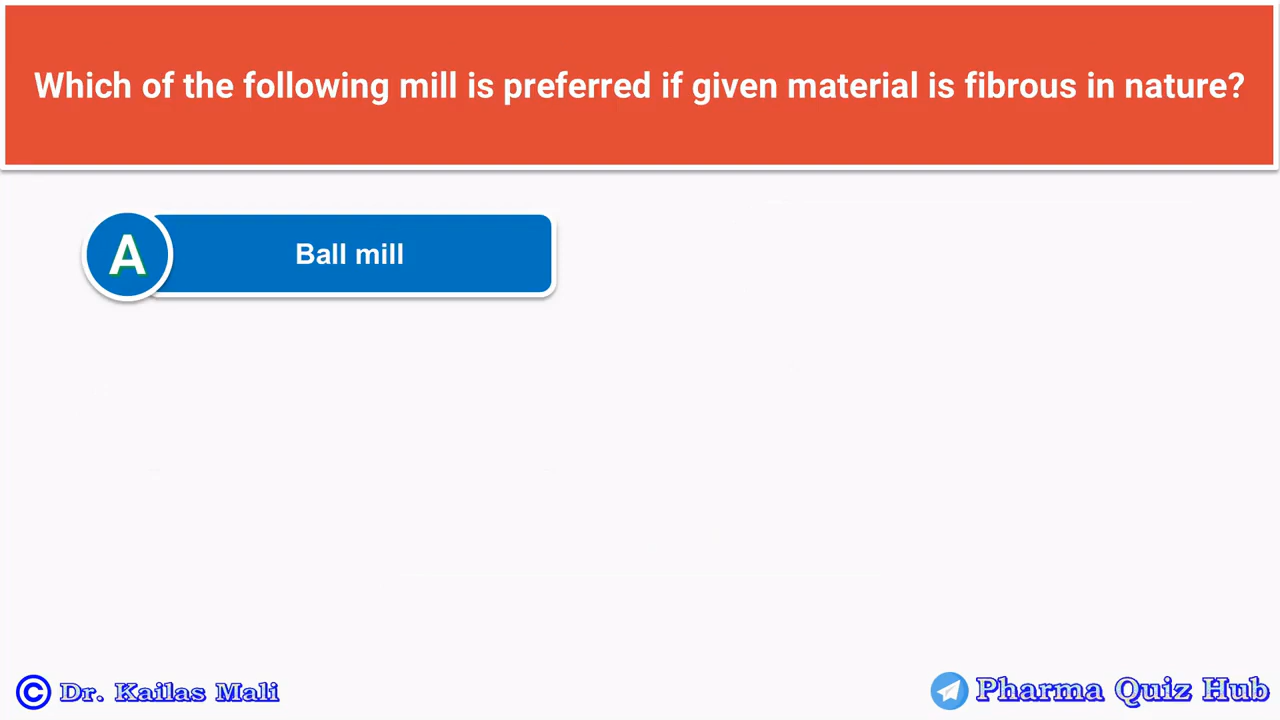 Which of the following mill is preferred if given material is fibrous in nature?
A
Ball mill
© Dr. Kailas Mali
Pharma Quiz Hub